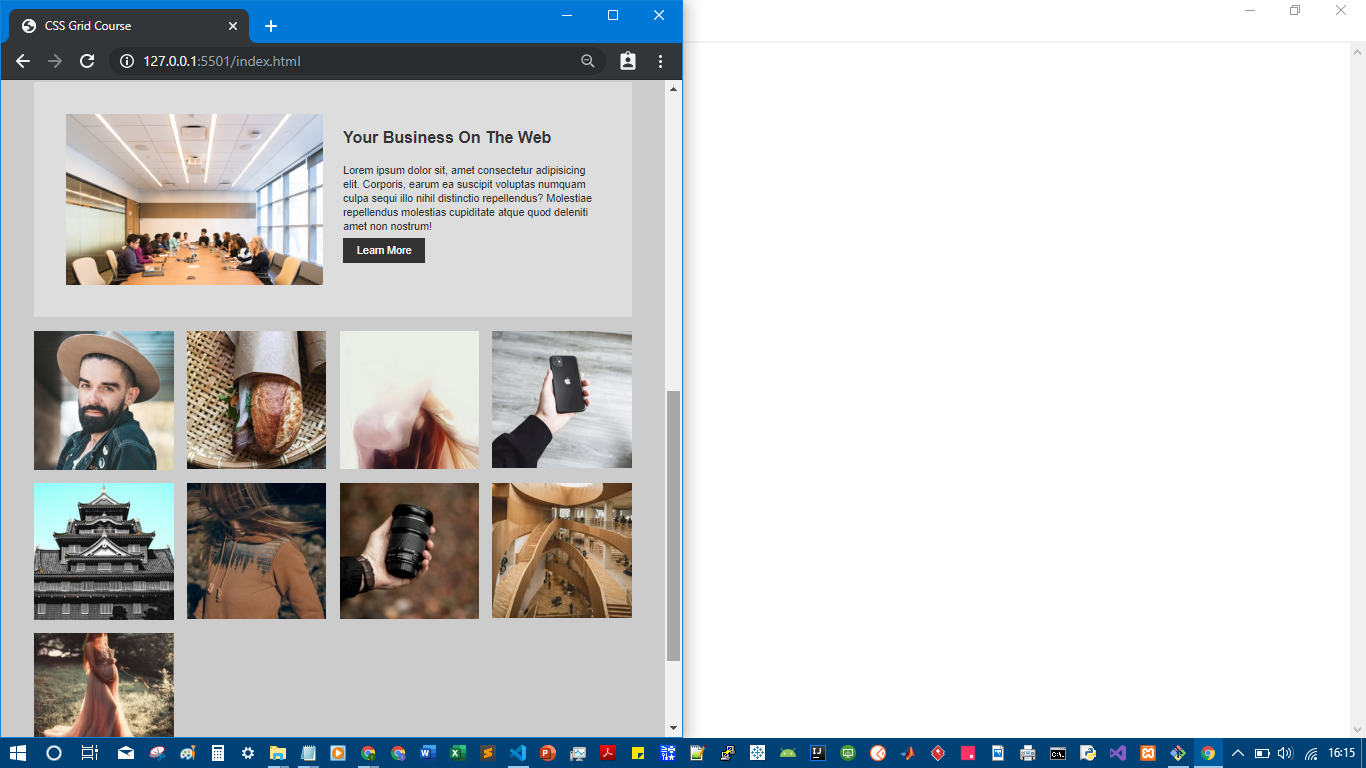 CSS Grid Course
127.0.0.1:5501/index.html
Your Business On The Web
Lorem ipsum dolor sit, amet consectetur adipisicing
elit. Corporis, earum ea suscipit voluptas numquam
culpa sequi illo nihil distinctio repellendus? Molestiae
repellendus molestias cupiditate atque quod deleniti
amet non nostrum!
Learn More
16:15